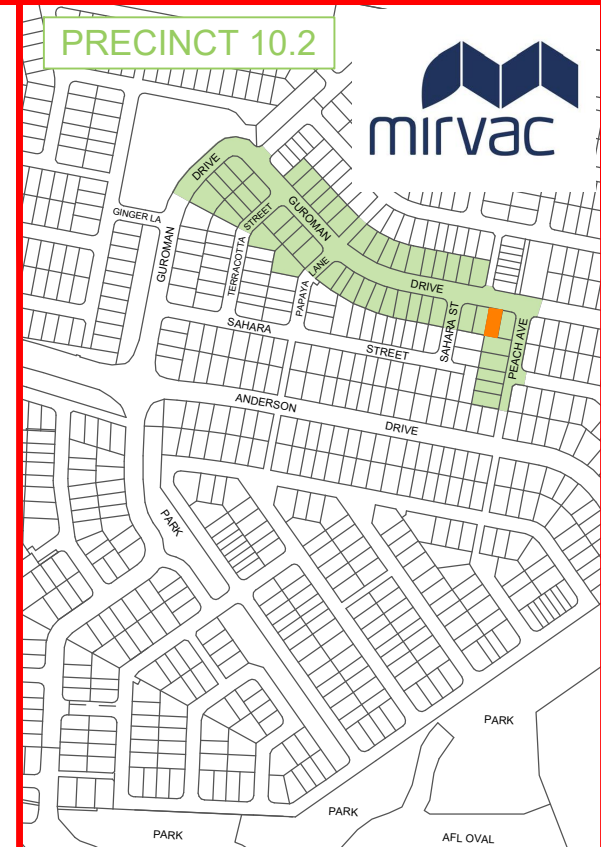 PRECINCT 10.2
mirvac
DRIVE
GINGER LA
STREET
GUROMAN
GUROMAN
TERRACOTTA
LANE
PAPAYA
DRIVE
SAHARA
SAHARA ST
STREET
PEACH AVE
ANDERSON
DRIVE
PARK
PARK
PARK
PARK
AFL OVAL